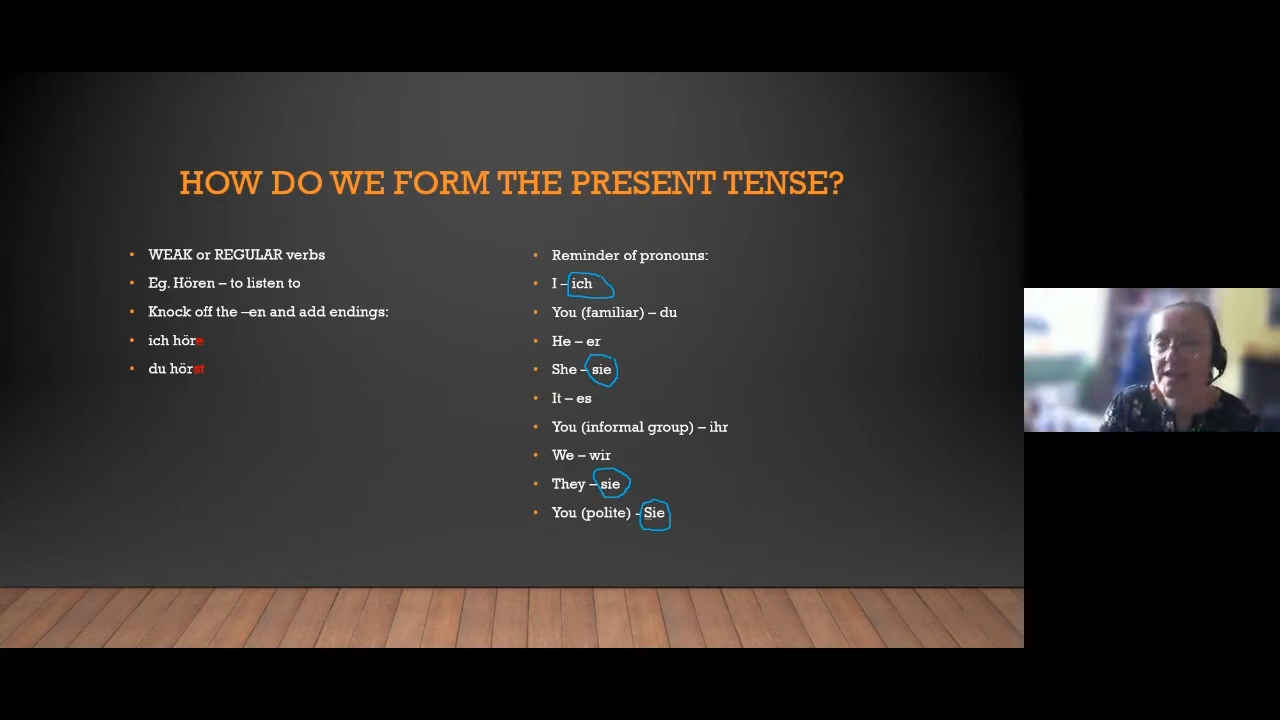 HOW DO WE FORM THE PRESENT TENSE?
WEAK or REGULAR verbs
Eg. Hören – to listen to
Knock off the –en and add endings:
ich höre
du hörst
Reminder of pronouns:
I – ich
You (familiar) – du
He – er
She – sie
It – es
You (informal group) – ihr
We – wir
They – sie
You (polite) - Sie